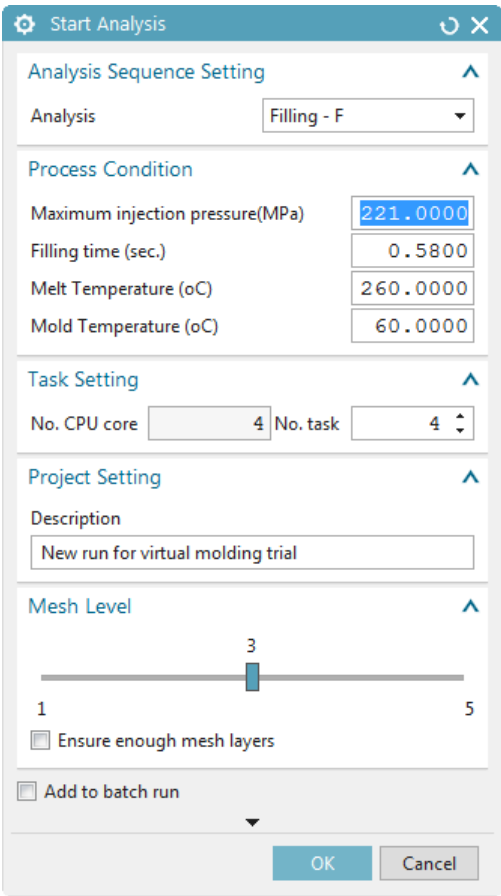 Start Analysis
Analysis Sequence Setting
Analysis Filling - F
Process Condition
Maximum injection pressure(MPa) 221.0000
Filling time (sec.) 0.5800
Melt Temperature (oC) 260.0000
Mold Temperature (oC) 60.0000
Task Setting
No. CPU core 4 No. task 4
Project Setting
Description
New run for virtual molding trial
Mesh Level
3
1 5
Ensure enough mesh layers
Add to batch run
OK Cancel